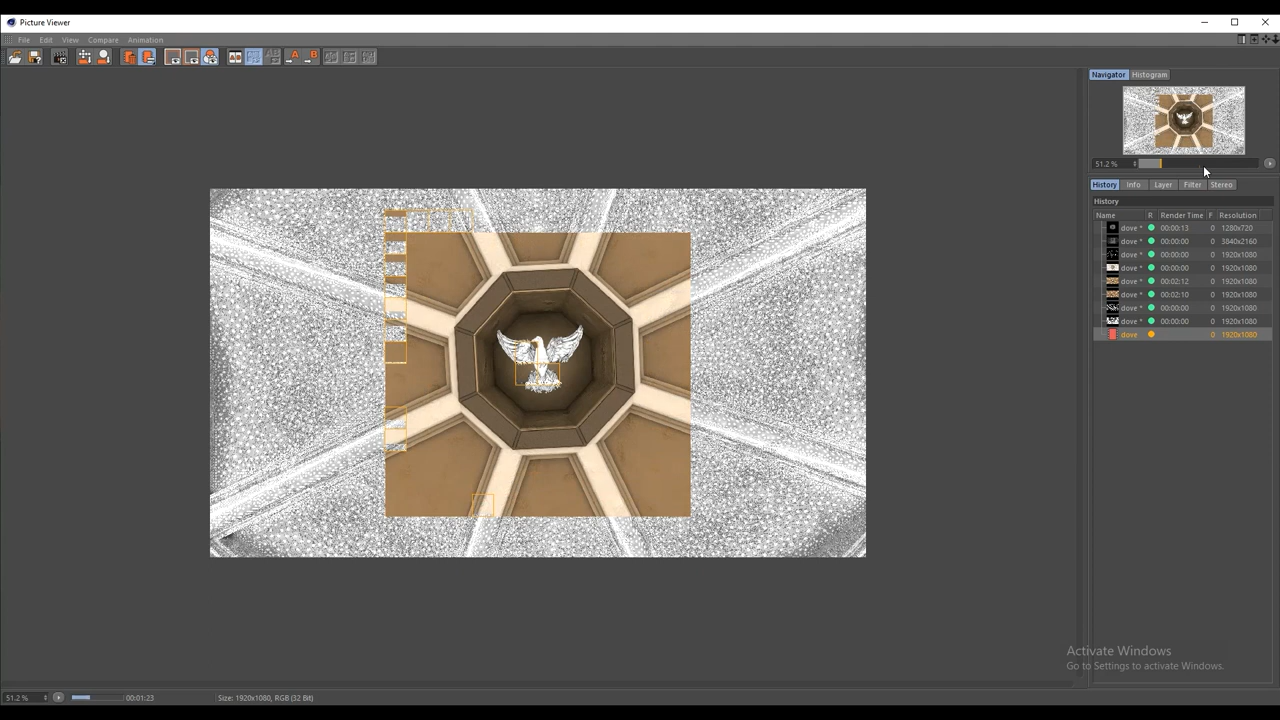 Picture Viewer
File Edit View Compare Animation
Navigator Histogram
51.2 %
History Info Layer Filter Stereo
History
Name R Render Time F Resolution
dove * 00:00:13 0 1280x720
dove * 00:00:00 0 3840x2160
dove * 00:00:00 0 1920x1080
dove * 00:00:00 0 1920x1080
dove * 00:02:12 0 1920x1080
dove * 00:02:10 0 1920x1080
dove * 00:00:00 0 1920x1080
dove * 00:00:00 0 1920x1080
dove 0 1920x1080
Activate Windows
Go to Settings to activate Windows.
51.2 % 00:01:23 Size: 1920x1080, RGB (32 Bit)